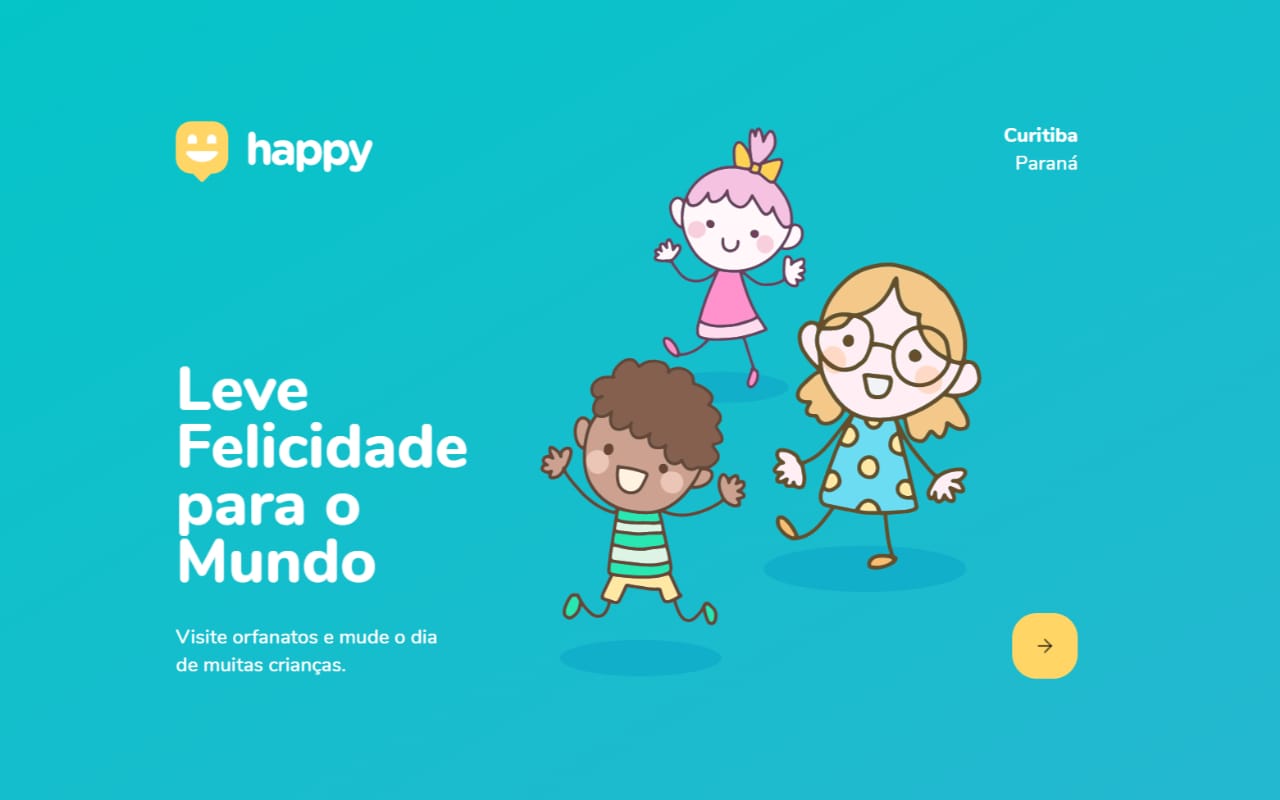 happy
Curitiba
Paraná
Leve
Felicidade
para o
Mundo
Visite orfanatos e mude o dia
de muitas crianças.